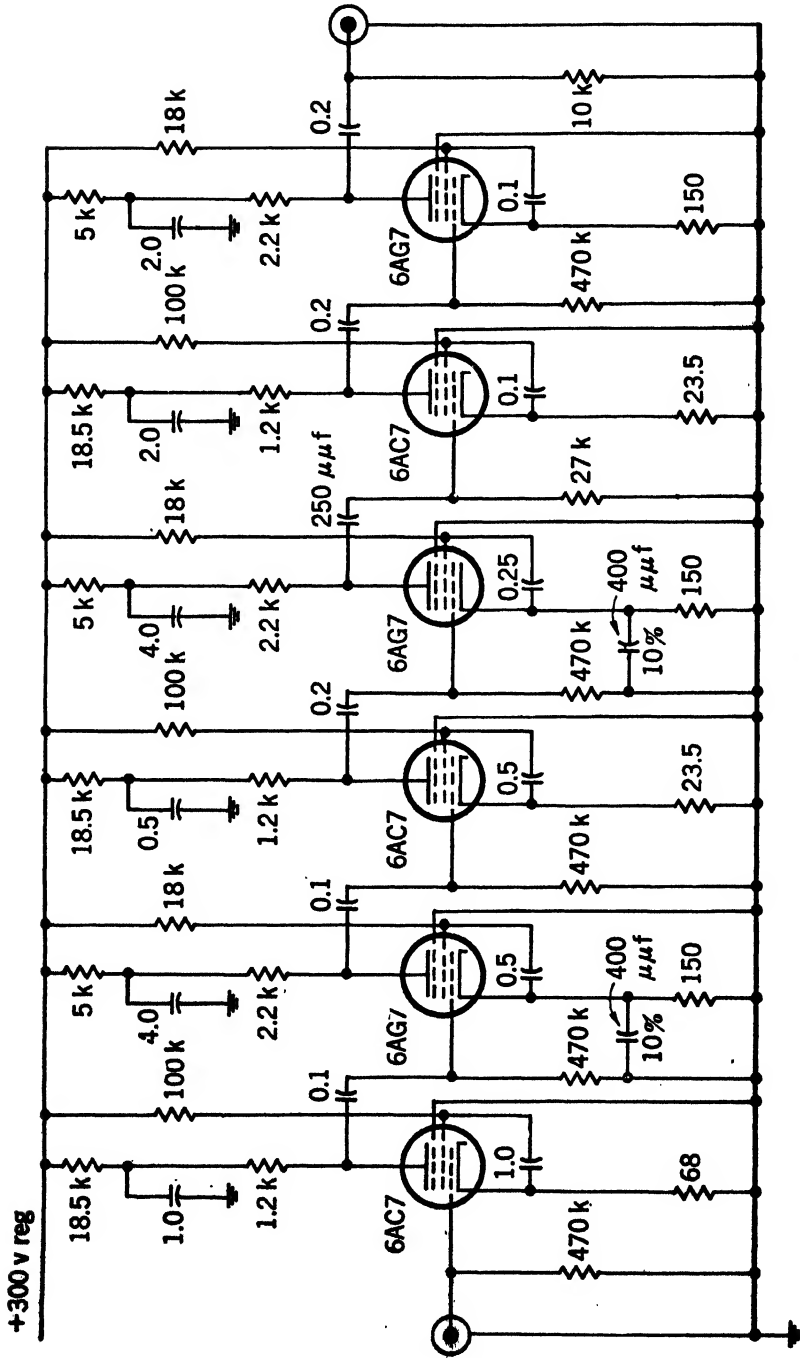 +300 v reg
18.5 k
5 k
18.5 k
5 k
18.5 k
5 k
1.0
4.0
0.5
4.0
2.0
2.0
100 k
18 k
100 k
18 k
100 k
18 k
1.2 k
2.2 k
1.2 k
2.2 k
1.2 k
2.2 k
0.1
0.1
0.2
250 μμf
0.2
0.2
6AC7
6AG7
6AC7
6AG7
6AC7
6AG7
1.0
0.5
0.5
0.25
0.1
0.1
470 k
470 k
470 k
470 k
27 k
470 k
10 k
400
μμf
10%
400
μμf
10%
68
150
23.5
150
23.5
150